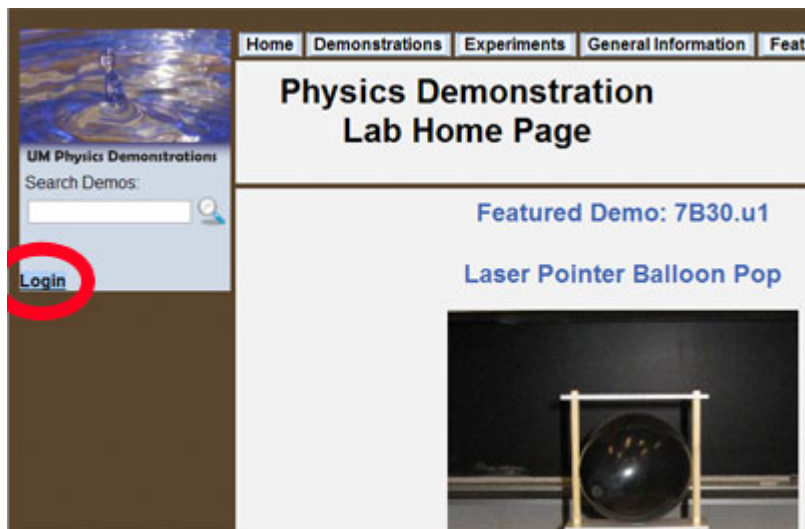 Home Demonstrations Experiments General Information Feat
Physics Demonstration
Lab Home Page
UM Physics Demonstrations
Search Demos:
Login
Featured Demo: 7B30.u1
Laser Pointer Balloon Pop